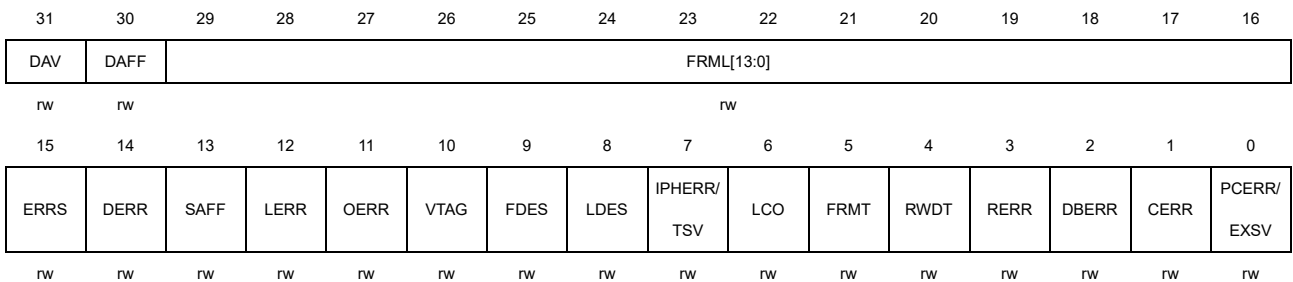 31 30 29 28 27 26 25 24 23 22 21 20 19 18 17 16
DAV DAFF FRML[13:0]
rw rw rw
15 14 13 12 11 10 9 8 7 6 5 4 3 2 1 0
ERRS DERR SAFF LERR OERR VTAG FDES LDES IPHERR/ TSV LCO FRMT RWDT RERR DBERR CERR PCERR/ EXSV
rw rw rw rw rw rw rw rw rw rw rw rw rw rw rw rw